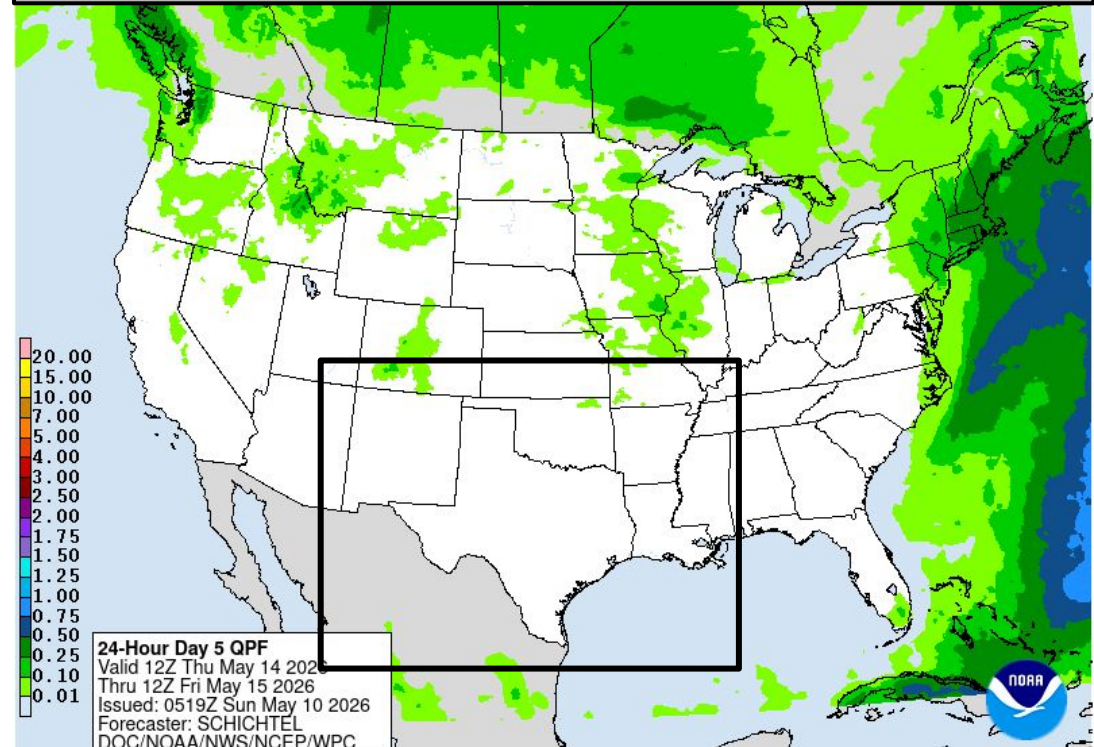 20.00
15.00
10.00
7.00
5.00
4.00
3.00
2.50
2.00
1.75
1.50
1.25
1.00
0.75
0.50
0.25
0.10
0.01
24-Hour Day 5 QPF
Valid 12Z Thu May 14 2026
Thru 12Z Fri May 15 2026
Issued: 0519Z Sun May 10 2026
Forecaster: SCHICHTEL
DOC/NOAA/NWS/NCEP/WPC
NOAA